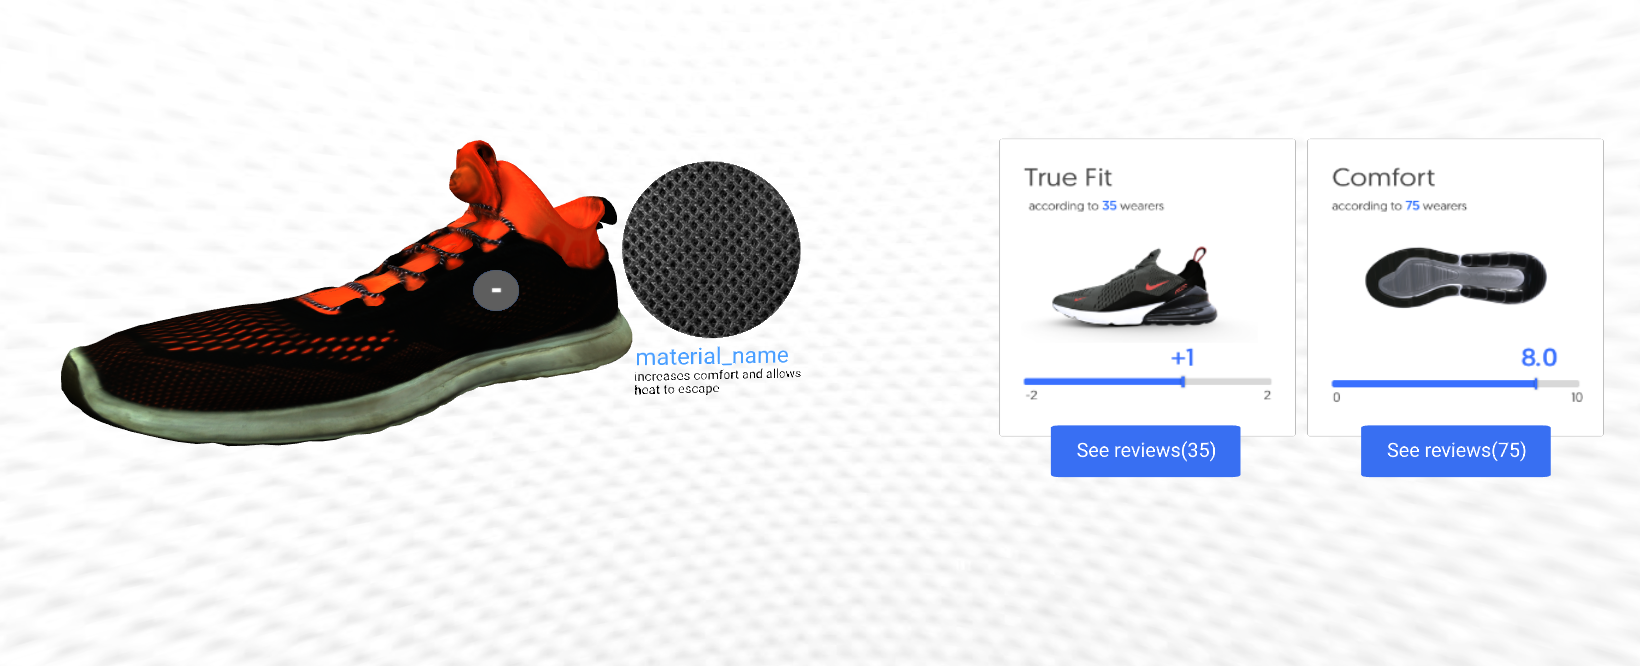 -
material_name
increases comfort and allows
heat to escape
True Fit
according to 35 wearers
+1
-2
2
See reviews(35)
Comfort
according to 75 wearers
8.0
0
10
See reviews(75)